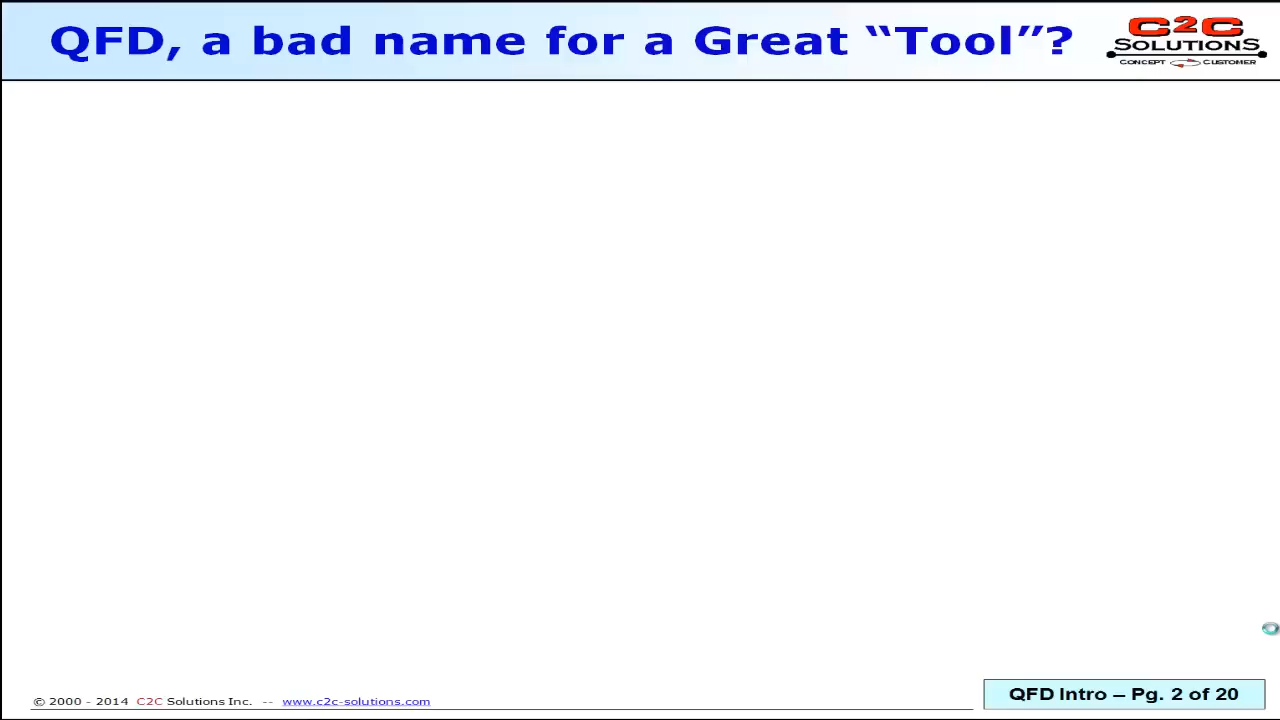 QFD, a bad name for a Great “Tool”?
C2C
SOLUTIONS
CONCEPT CUSTOMER
© 2000 - 2014 C2C Solutions Inc. -- www.c2c-solutions.com
QFD Intro – Pg. 2 of 20